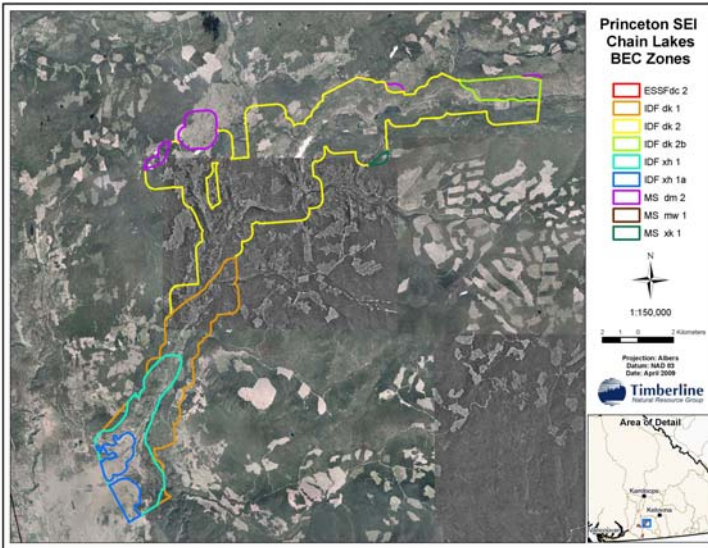 Princeton SEI
Chain Lakes
BEC Zones
ESSFdc 2
IDF dk 1
IDF dk 2
IDF dk 2b
IDF xh 1
IDF xh 1a
MS dm 2
MS mw 1
MS xk 1
N
1:150,000
2 1 0 2 Kilometers
Projection: Albers
Datum: NAD 83
Date: April 2009
Timberline
Natural Resource Group
Area of Detail
Kamloops
Kelowna
Vancouver